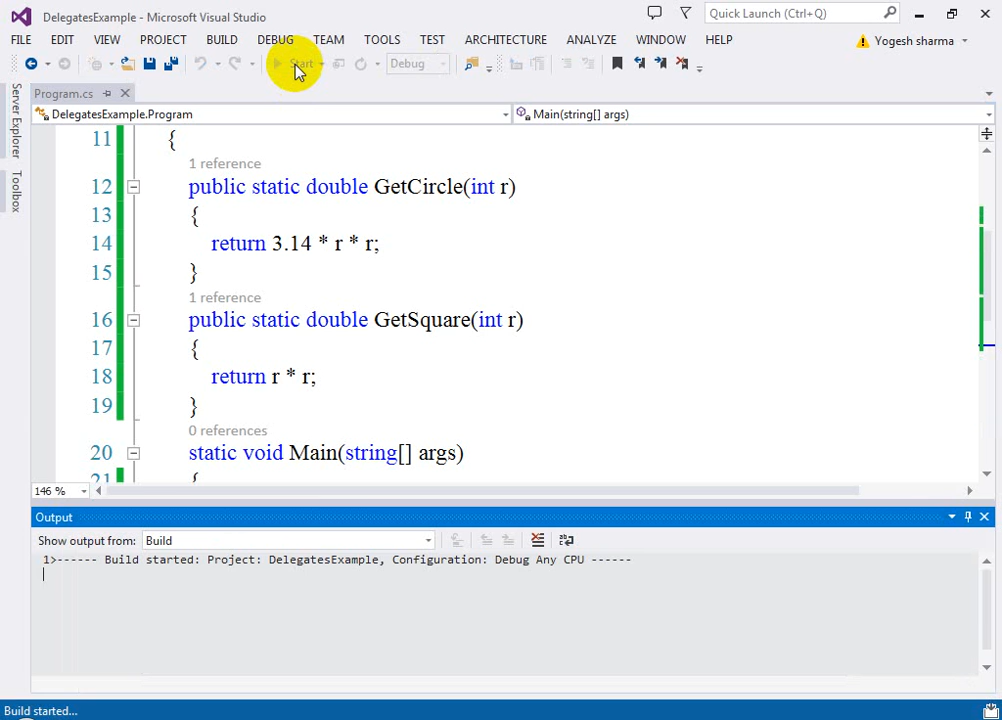 DelegatesExample - Microsoft Visual Studio
Quick Launch (Ctrl+Q)
FILE EDIT VIEW PROJECT BUILD DEBUG TEAM TOOLS TEST ARCHITECTURE ANALYZE WINDOW HELP Yogesh sharma
Start Debug
Server Explorer
Toolbox
Program.cs
DelegatesExample.Program Main(string[] args)
11 {
1 reference
12 public static double GetCircle(int r)
13 {
14 return 3.14 * r * r;
15 }
1 reference
16 public static double GetSquare(int r)
17 {
18 return r * r;
19 }
0 references
20 static void Main(string[] args)
21 {
146 %
Output
Show output from: Build
1>------ Build started: Project: DelegatesExample, Configuration: Debug Any CPU ------
Build started...